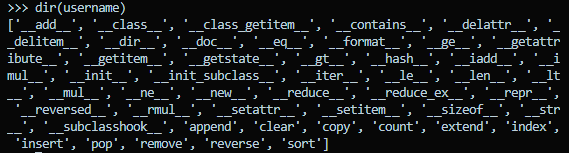 >>> dir(username)
['__add__', '__class__', '__class_getitem__', '__contains__', '__delattr__', '_
_delitem__', '__dir__', '__doc__', '__eq__', '__format__', '__ge__', '__getattr
ibute__', '__getitem__', '__getstate__', '__gt__', '__hash__', '__iadd__', '__i
mul__', '__init__', '__init_subclass__', '__iter__', '__le__', '__len__', '__lt
__', '__mul__', '__ne__', '__new__', '__reduce__', '__reduce_ex__', '__repr__',
'__reversed__', '__rmul__', '__setattr__', '__setitem__', '__sizeof__', '__str
__', '__subclasshook__', 'append', 'clear', 'copy', 'count', 'extend', 'index',
'insert', 'pop', 'remove', 'reverse', 'sort']